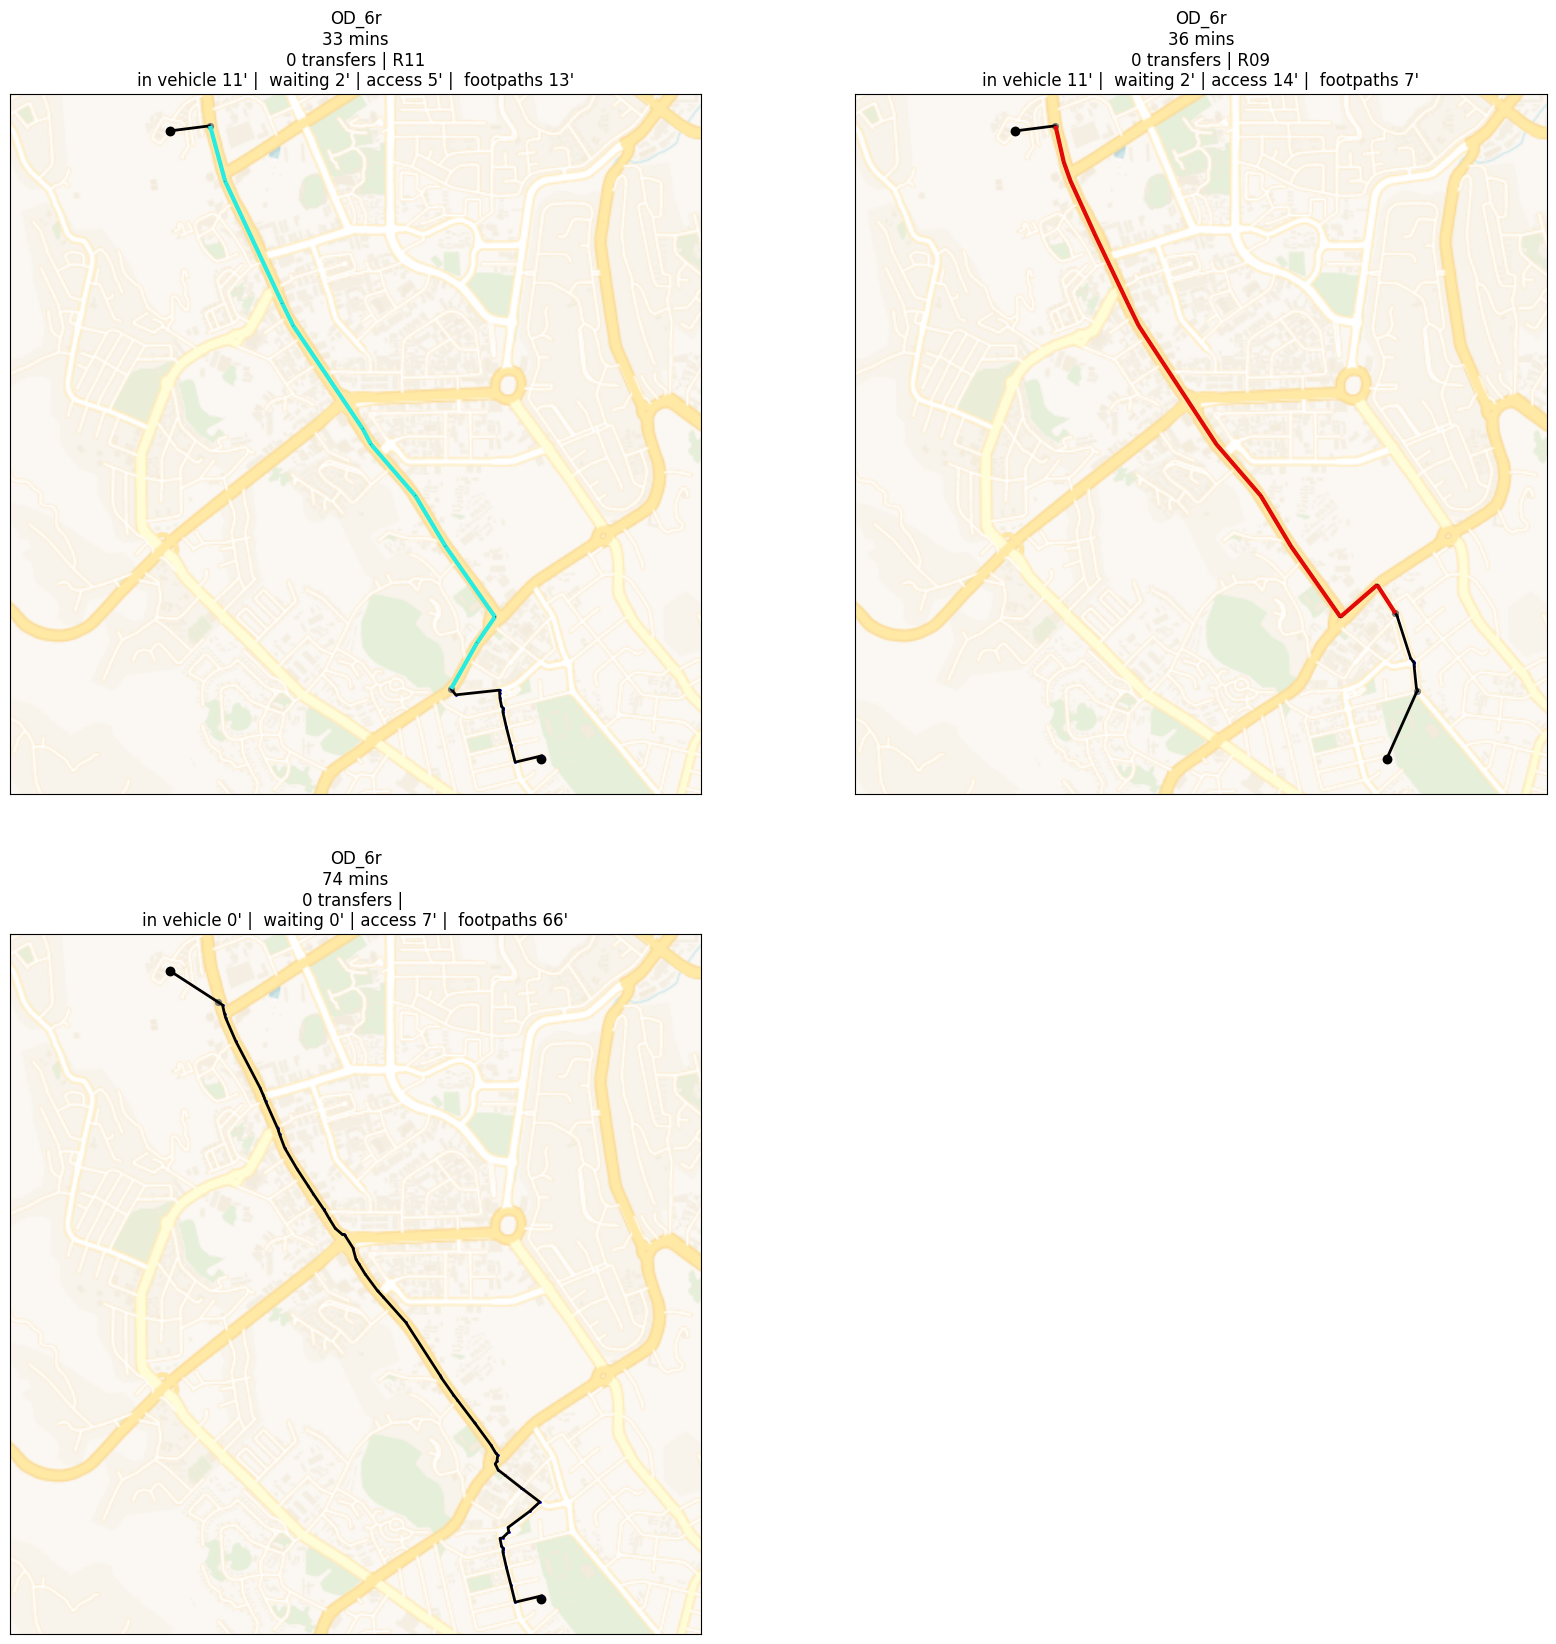 OD_6r
33 mins
0 transfers | R11
in vehicle 11' |  waiting 2' | access 5' |  footpaths 13'
OD_6r
36 mins
0 transfers | R09
in vehicle 11' |  waiting 2' | access 14' |  footpaths 7'
OD_6r
74 mins
0 transfers |
in vehicle 0' |  waiting 0' | access 7' |  footpaths 66'